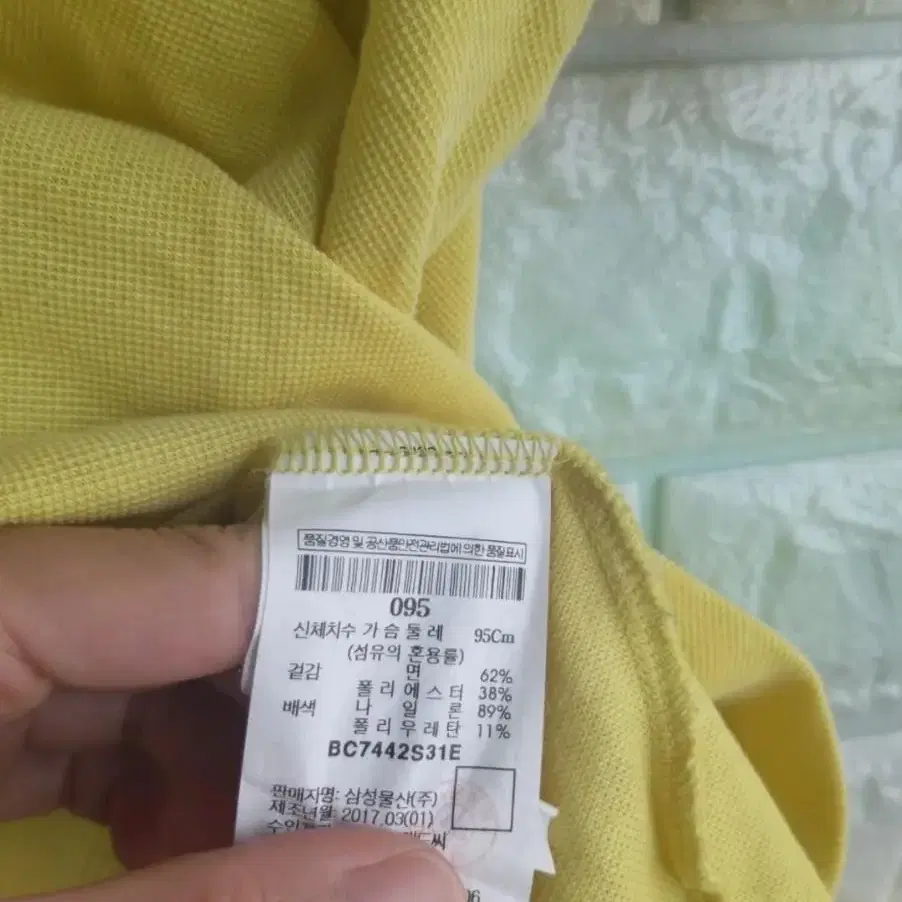 품질경영 및 공산품안전관리법에 의한 품질표시
095
신체치수 가슴둘레 95Cm
(섬유의 혼용률)
겉감 면 62%
폴리에스터 38%
배색 나일론 89%
폴리우레탄 11%
BC7442S31E
판매자명: 삼성물산(주)
제조년월: 2017.03(01)